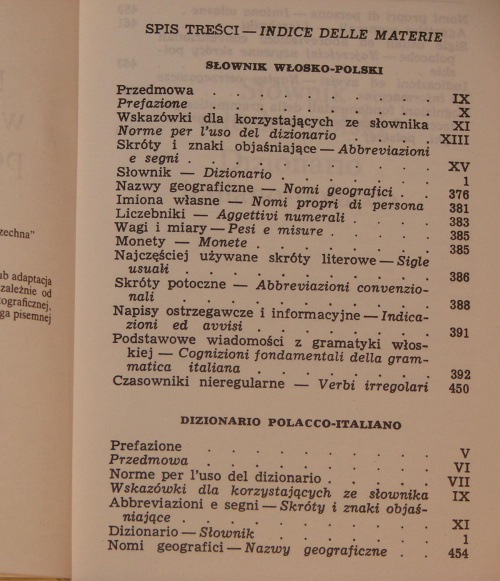 zechna"
ub adaptacja
zależnie od
tograficznej,
ga pisemnej
SPIS TREŚCI — INDICE DELLE MATERIE
SŁOWNIK WŁOSKO-POLSKI
Przedmowa . . . . . . . . IX
Prefazione . . . . . . . . X
Wskazówki dla korzystających ze słownika XI
Norme per l'uso del dizionario . . . . XIII
Skróty i znaki objaśniające — Abbreviazioni
e segni . . . . . . . . . XV
Słownik — Dizionario . . . . . . 1
Nazwy geograficzne — Nomi geografici . . 376
Imiona własne — Nomi propri di persona 381
Liczebniki — Aggettivi numerali . . . . 383
Wagi i miary — Pesi e misure . . . . . 385
Monety — Monete . . . . . . . 385
Najczęściej używane skróty literowe — Sigle
usuali . . . . . . . . . 386
Skróty potoczne — Abbreviazioni convenzio-
nali . . . . . . . . . 388
Napisy ostrzegawcze i informacyjne — Indica-
zioni ed avvisi . . . . . . . 391
Podstawowe wiadomości z gramatyki włos-
kiej — Cognizioni fondamentali della gram-
matica italiana . . . . . . . 392
Czasowniki nieregularne — Verbi irregolari 450
DIZIONARIO POLACCO-ITALIANO
Prefazione . . . . . . . . V
Przedmowa . . . . . . . . VI
Norme per l'uso del dizionario . . . . VII
Wskazówki dla korzystających ze słownika IX
Abbreviazioni e segni — Skróty i znaki objaś-
niające . . . . . . . . . XI
Dizionario — Słownik . . . . . . 1
Nomi geografici — Nazwy geograficzne . . 454